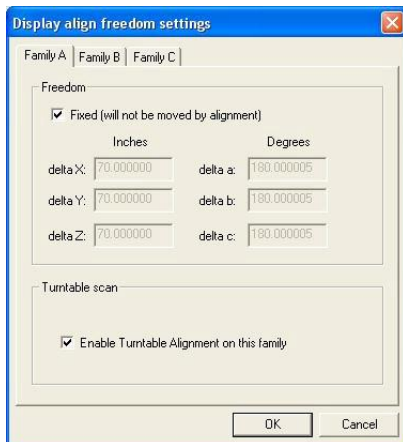 Display align freedom settings
Family A Family B Family C
Freedom
Fixed (will not be moved by alignment)
Inches Degrees
delta X: 70.000000 delta a: 180.000005
delta Y: 70.000000 delta b: 180.000005
delta Z: 70.000000 delta c: 180.000005
Turntable scan
Enable Turntable Alignment on this family
OK Cancel